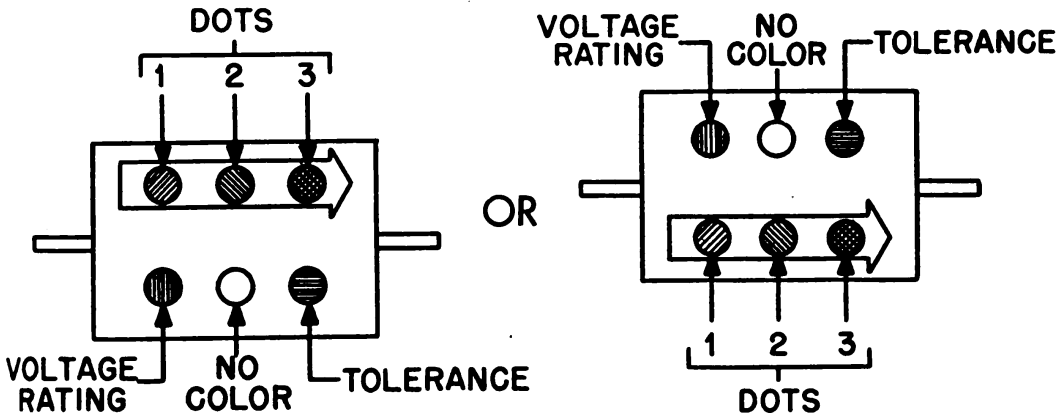 DOTS
1 2 3
VOLTAGE
RATING
NO
COLOR
TOLERANCE
OR
VOLTAGE
RATING
NO
COLOR
TOLERANCE
1 2 3
DOTS